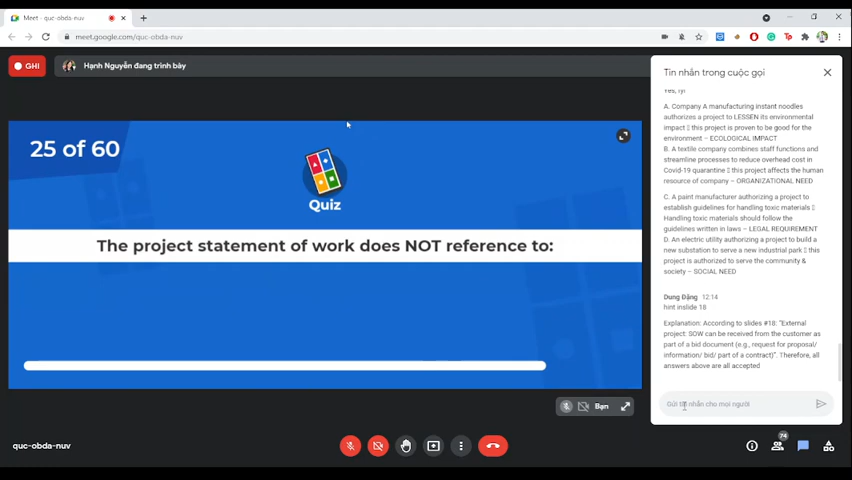 Meet - quc-obda-nuv
meet.google.com/quc-obda-nuv
GHI
Hạnh Nguyễn đang trình bày
25 of 60
Quiz
The project statement of work does NOT reference to:
Bạn
quc-obda-nuv
74
Tin nhắn trong cuộc gọi
A. Company A manufacturing instant noodles
authorizes a project to LESSEN its environmental
impact this project is proven to be good for the
environment – ECOLOGICAL IMPACT
B. A textile company combines staff functions and
streamline processes to reduce overhead cost in
Covid-19 quarantine this project affects the human
resource of company – ORGANIZATIONAL NEED
C. A paint manufacturer authorizing a project to
establish guidelines for handling toxic materials
Handling toxic materials should follow the
guidelines written in laws – LEGAL REQUIREMENT
D. An electric utility authorizing a project to build a
new substation to serve a new industrial park this
project is authorized to serve the community &
society – SOCIAL NEED
Dung Đặng 12:14
hint inslide 18
Explanation: According to slides #18: "External
project: SOW can be received from the customer as
part of a bid document (e.g., request for proposal/
information/ bid/ part of a contract)". Therefore, all
answers above are all accepted
Gửi tin nhắn cho mọi người